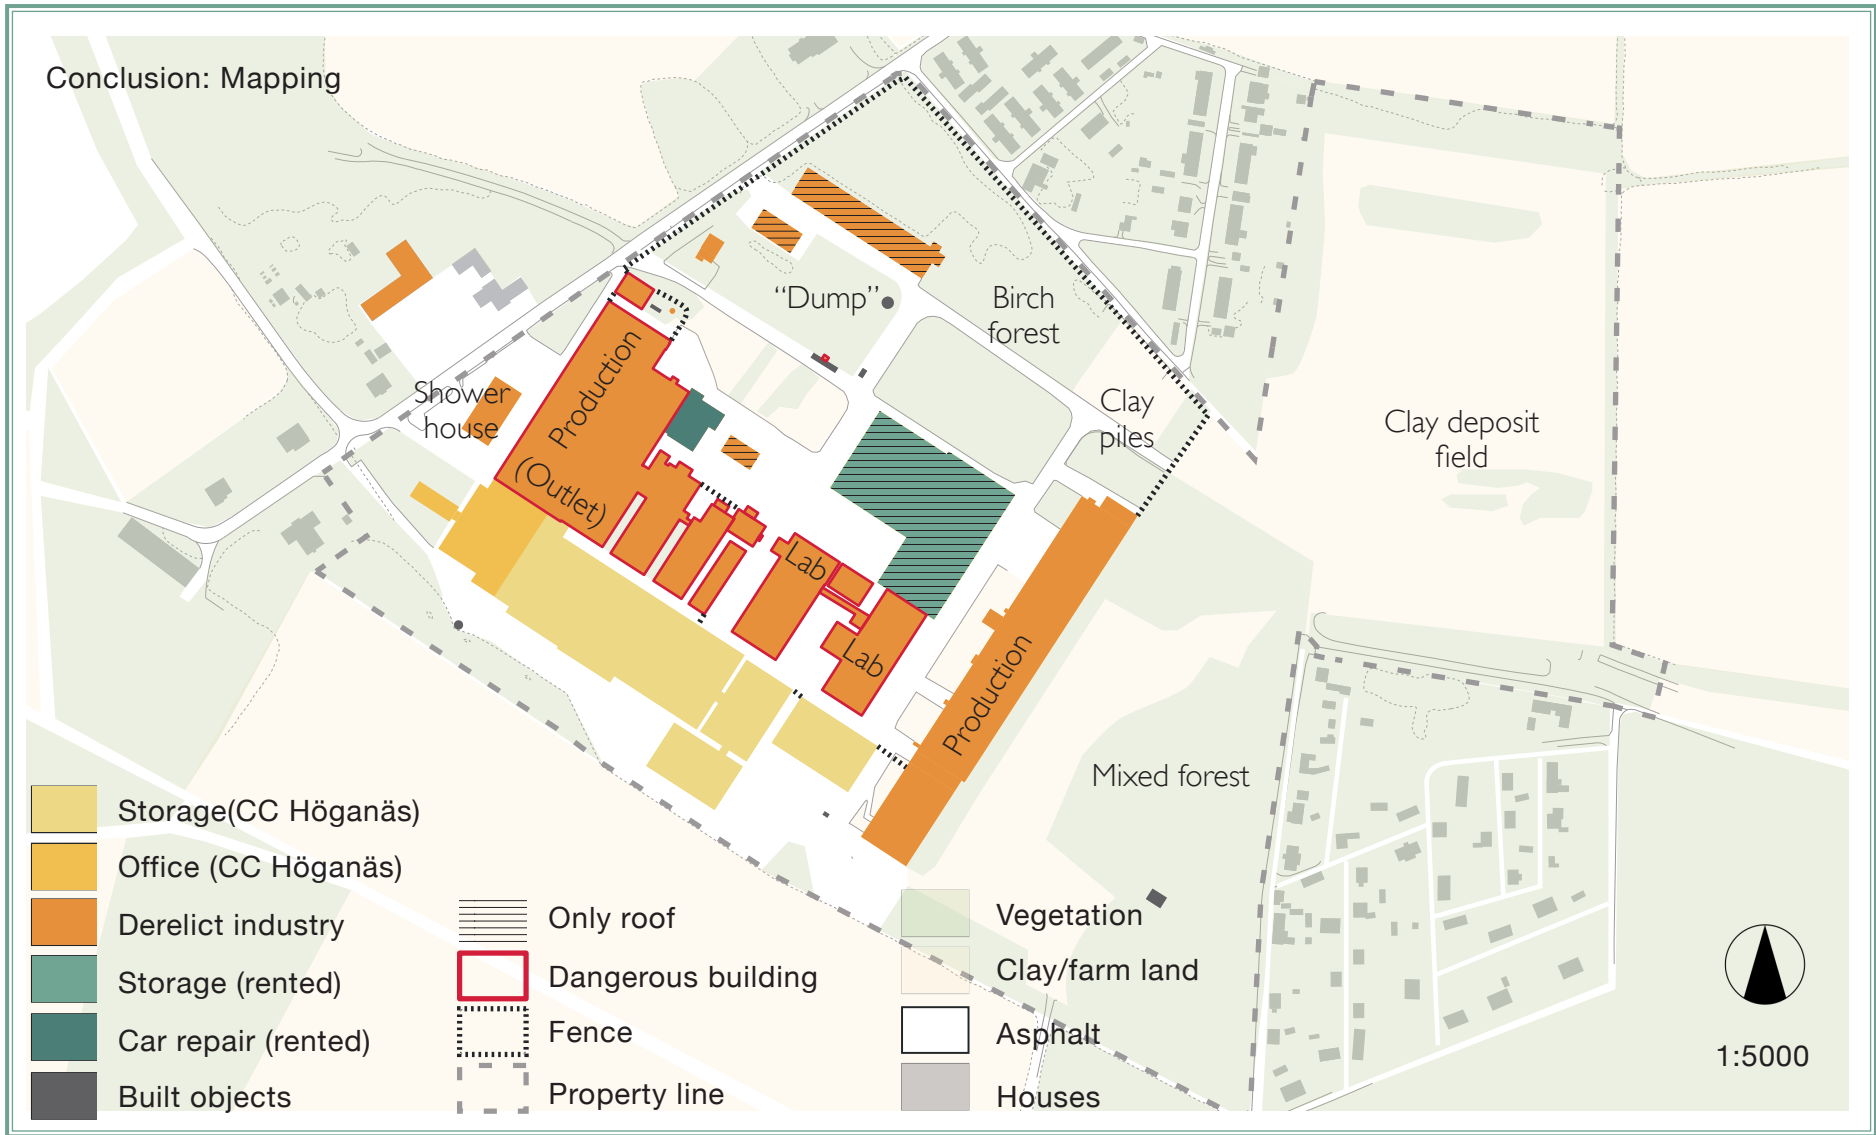 Conclusion: Mapping
"Dump"
Birch
forest
Shower
house
Production
(Outlet)
Clay
piles
Clay deposit
field
Lab
Lab
Production
Mixed forest
Storage(CC Höganäs)
Office (CC Höganäs)
Derelict industry
Storage (rented)
Car repair (rented)
Built objects
Only roof
Dangerous building
Fence
Property line
Vegetation
Clay/farm land
Asphalt
Houses
1:5000